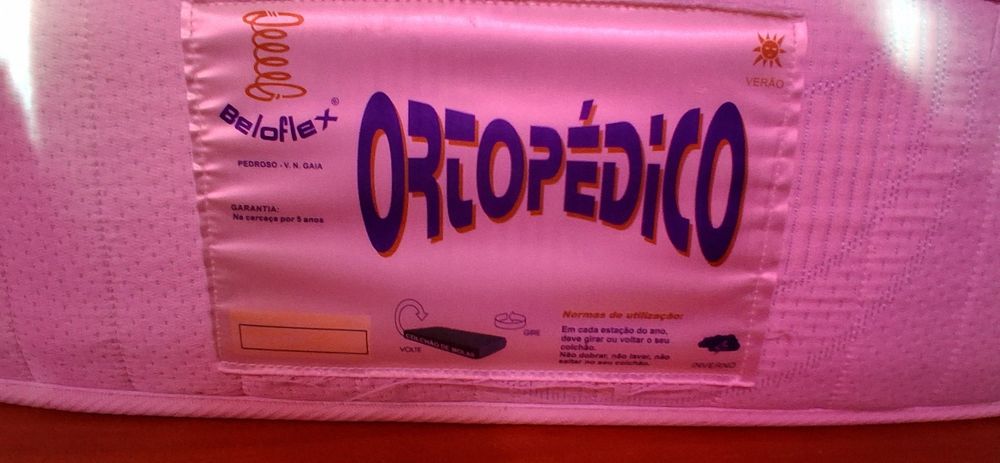 Beloflex®
PEDROSO - V. N. GAIA
GARANTIA:
Na carcaça por 5 anos
ORTOPÉDICO
VERÃO
VOLTE
COLCHÃO DE MOLAS
GIRE
Normas de utilização:
Em cada estação do ano,
deve girar ou voltar o seu
colchão.
Não dobrar, não lavar, não
saltar no seu colchão.
INVERNO